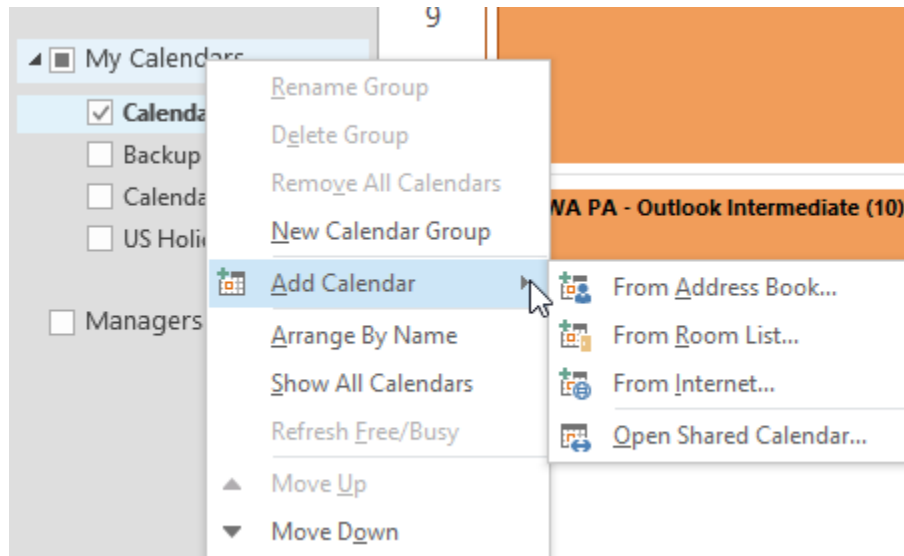 9
My Calendars
Rename Group
Calenda
Delete Group
Backup
Remove All Calendars
Calenda
WA PA - Outlook Intermediate (10)
New Calendar Group
US Holi
Add Calendar
From Address Book...
Managers
Arrange By Name
From Room List...
Show All Calendars
From Internet...
Refresh Free/Busy
Open Shared Calendar...
Move Up
Move Down